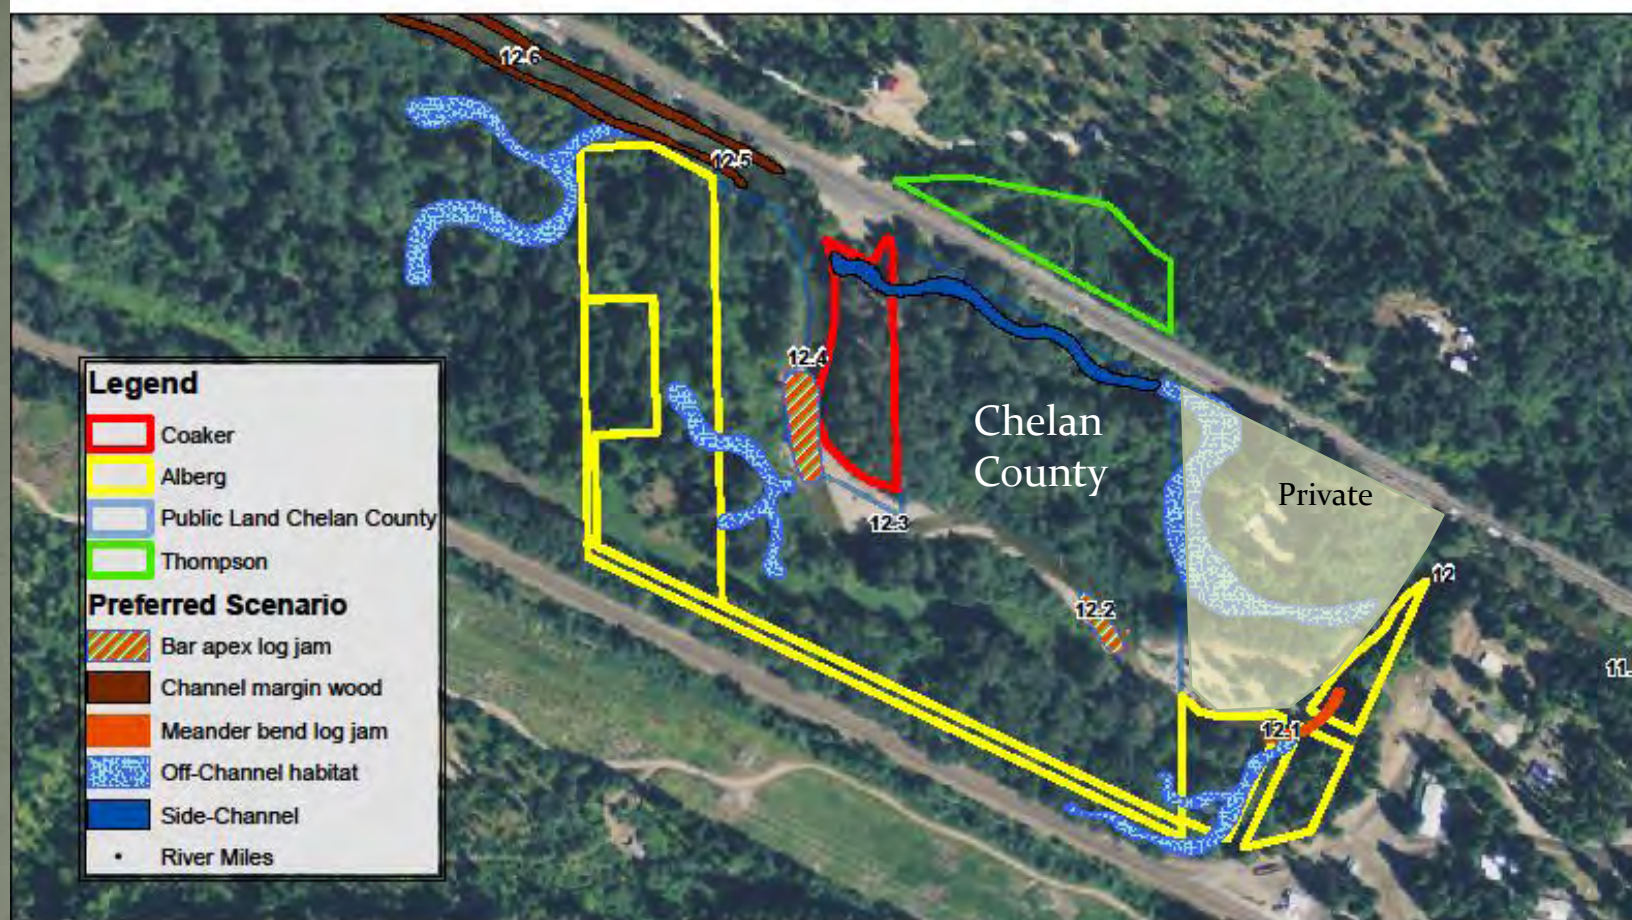 12.6
12.5
12.4
Chelan
County
Private
12.3
12
12.2
11.
12.1
Legend
Coaker
Alberg
Public Land Chelan County
Thompson
Preferred Scenario
Bar apex log jam
Channel margin wood
Meander bend log jam
Off-Channel habitat
Side-Channel
River Miles